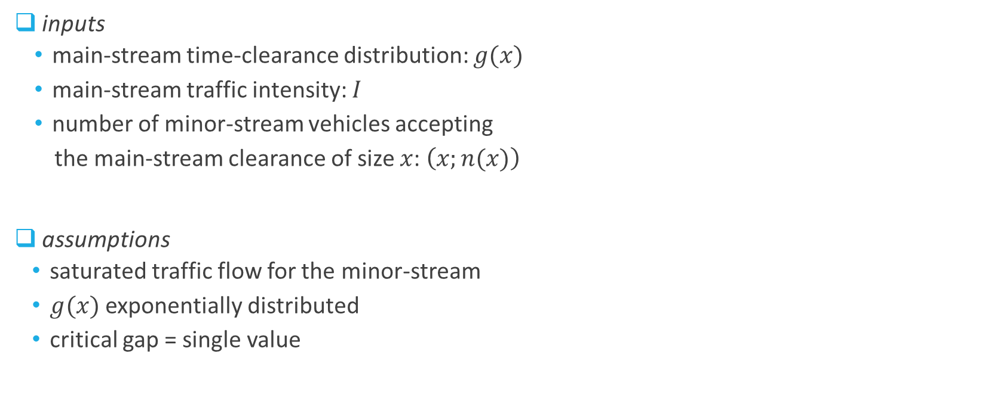 ❑ inputs
• main-stream time-clearance distribution: g(x)
• main-stream traffic intensity: I
• number of minor-stream vehicles accepting
the main-stream clearance of size x: (x; n(x))
❑ assumptions
• saturated traffic flow for the minor-stream
• g(x) exponentially distributed
• critical gap = single value